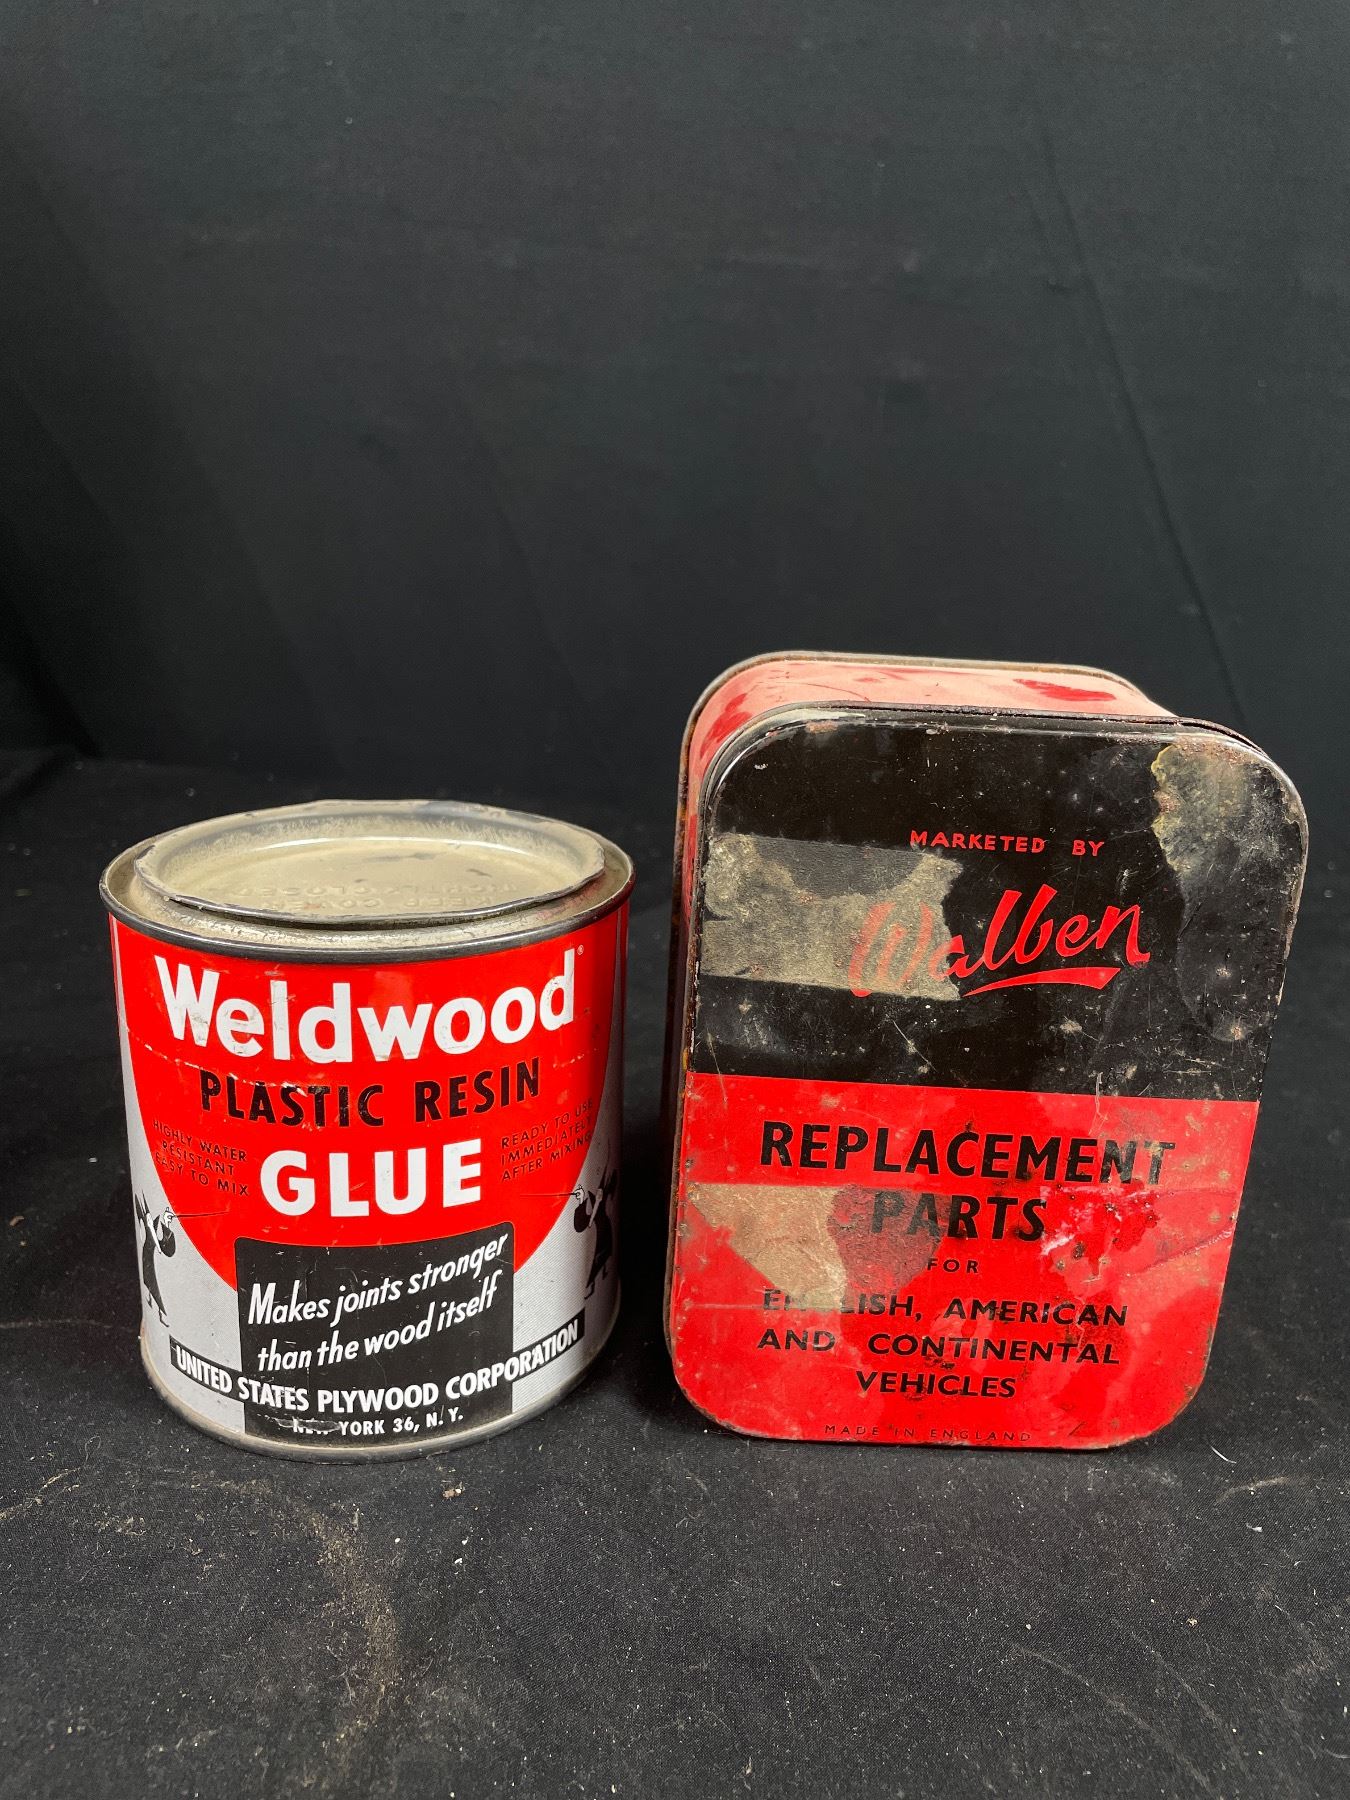 Weldwood®
PLASTIC RESIN
GLUE
HIGHLY WATER
RESISTANT
EASY TO MIX
READY TO USE
IMMEDIATELY
AFTER MIXING
Makes joints stronger
than the wood itself
UNITED STATES PLYWOOD CORPORATION
YORK 36, N.Y.
MARKETED BY
Walben
REPLACEMENT
PARTS
FOR
ENGLISH, AMERICAN
AND CONTINENTAL
VEHICLES
MADE IN ENGLAND